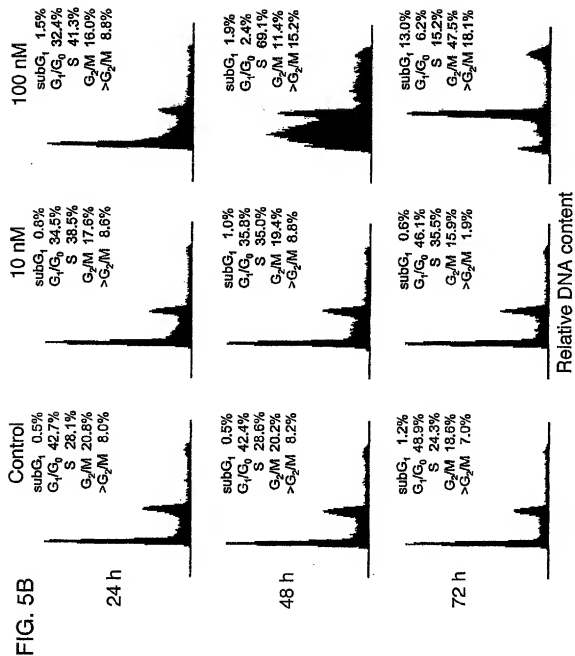 FIG. 5B
Control
10 nM
100 nM
24 h
subG₁ 0.5%
G₁/G₀ 42.7%
S 28.1%
G₂/M 20.8%
>G₂/M 8.0%
subG₁ 0.8%
G₁/G₀ 34.5%
S 38.5%
G₂/M 17.6%
>G₂/M 8.6%
subG₁ 1.5%
G₁/G₀ 32.4%
S 41.3%
G₂/M 16.0%
>G₂/M 8.8%
48 h
subG₁ 0.5%
G₁/G₀ 42.4%
S 28.6%
G₂/M 20.2%
>G₂/M 8.2%
subG₁ 1.0%
G₁/G₀ 35.8%
S 35.0%
G₂/M 19.4%
>G₂/M 8.8%
subG₁ 1.9%
G₁/G₀ 2.4%
S 69.1%
G₂/M 11.4%
>G₂/M 15.2%
72 h
subG₁ 1.2%
G₁/G₀ 48.9%
S 24.3%
G₂/M 18.6%
>G₂/M 7.0%
subG₁ 0.6%
G₁/G₀ 46.1%
S 35.5%
G₂/M 15.9%
>G₂/M 1.9%
subG₁ 13.0%
G₁/G₀ 6.2%
S 15.2%
G₂/M 47.5%
>G₂/M 18.1%
Relative DNA content